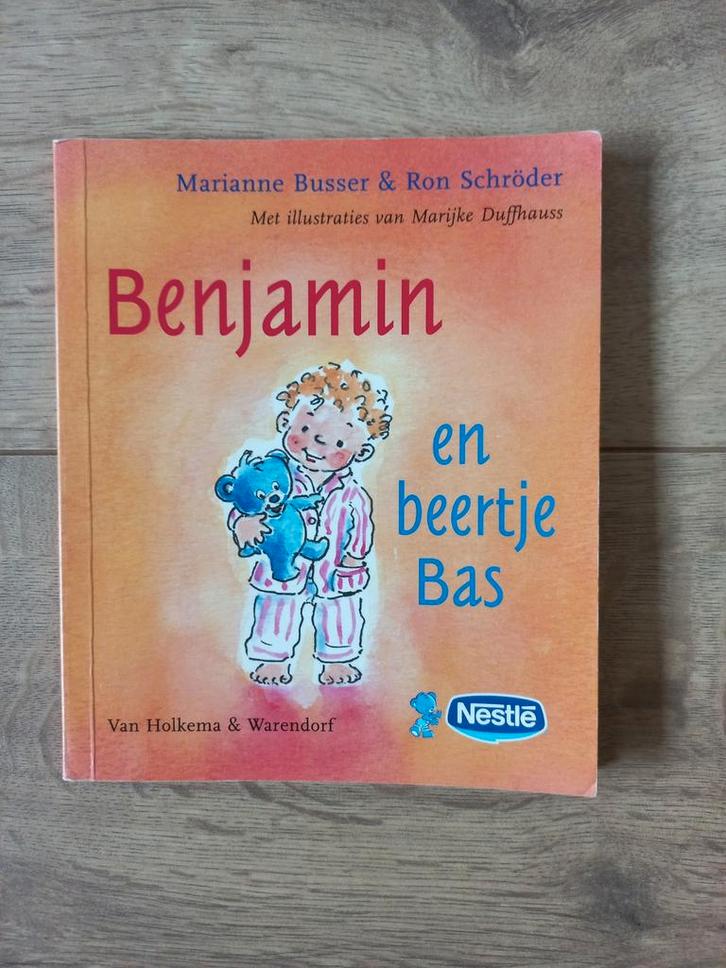 Marianne Busser & Ron Schröder
Met illustraties van Marijke Duffhauss
Benjamin
en
beertje
Bas
Van Holkema & Warendorf
Nestlé